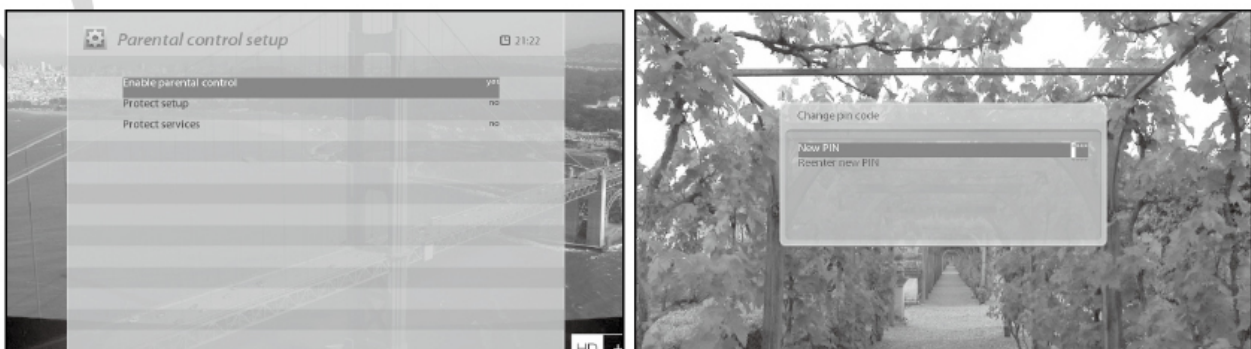 Parental control setup
21:22
Enable parental control yes
Protect setup no
Protect services no
HD +
Change pin code
New PIN
Reenter new PIN